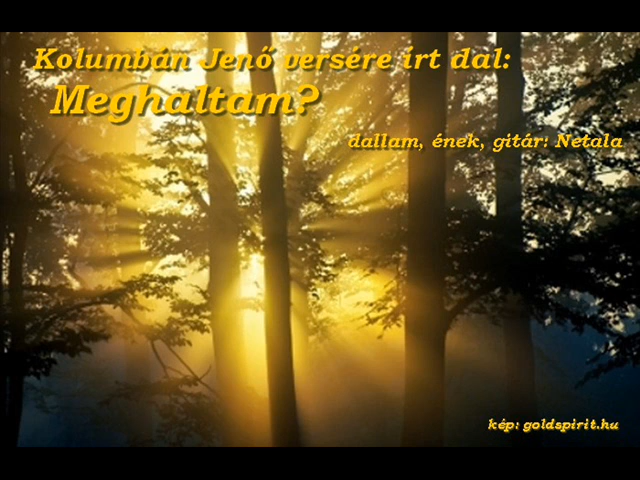 Kolumbán Jenő versére írt dal:
Meghaltam?
dallam, ének, gitár: Netala
kép: goldspirit.hu